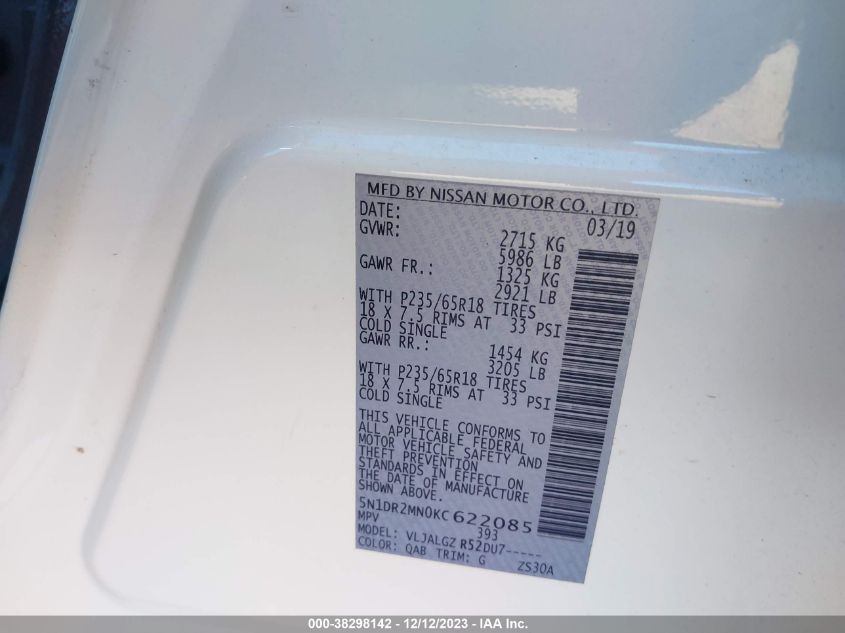 MFD BY NISSAN MOTOR CO., LTD.
DATE: 03/19
GVWR: 2715 KG
5986 LB
GAWR FR.: 1325 KG
2921 LB
WITH P235/65R18 TIRES
18 X 7.5 RIMS AT 33 PSI
COLD SINGLE
GAWR RR.: 1454 KG
3205 LB
WITH P235/65R18 TIRES
18 X 7.5 RIMS AT 33 PSI
COLD SINGLE
THIS VEHICLE CONFORMS TO
ALL APPLICABLE FEDERAL
MOTOR VEHICLE SAFETY AND
THEFT PREVENTION
STANDARDS IN EFFECT ON
THE DATE OF MANUFACTURE
SHOWN ABOVE.
5N1DR2MN0KC622085
MPV 393
MODEL: VLJALGZ R52DU7-----
COLOR: QAB TRIM: G ZS30A
000-38298142 - 12/12/2023 - IAA Inc.